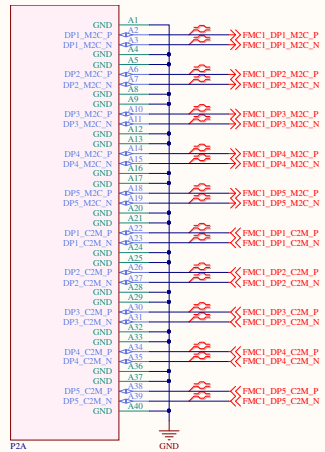 GND A1
DP1_M2C_P A2 FMC1_DP1_M2C_P
DP1_M2C_N A3 FMC1_DP1_M2C_N
GND A4
GND A5
DP2_M2C_P A6 FMC1_DP2_M2C_P
DP2_M2C_N A7 FMC1_DP2_M2C_N
GND A8
GND A9
DP3_M2C_P A10 FMC1_DP3_M2C_P
DP3_M2C_N A11 FMC1_DP3_M2C_N
GND A12
GND A13
DP4_M2C_P A14 FMC1_DP4_M2C_P
DP4_M2C_N A15 FMC1_DP4_M2C_N
GND A16
GND A17
DP5_M2C_P A18 FMC1_DP5_M2C_P
DP5_M2C_N A19 FMC1_DP5_M2C_N
GND A20
GND A21
DP1_C2M_P A22 FMC1_DP1_C2M_P
DP1_C2M_N A23 FMC1_DP1_C2M_N
GND A24
GND A25
DP2_C2M_P A26 FMC1_DP2_C2M_P
DP2_C2M_N A27 FMC1_DP2_C2M_N
GND A28
GND A29
DP3_C2M_P A30 FMC1_DP3_C2M_P
DP3_C2M_N A31 FMC1_DP3_C2M_N
GND A32
GND A33
DP4_C2M_P A34 FMC1_DP4_C2M_P
DP4_C2M_N A35 FMC1_DP4_C2M_N
GND A36
GND A37
DP5_C2M_P A38 FMC1_DP5_C2M_P
DP5_C2M_N A39 FMC1_DP5_C2M_N
GND A40
P2A GND